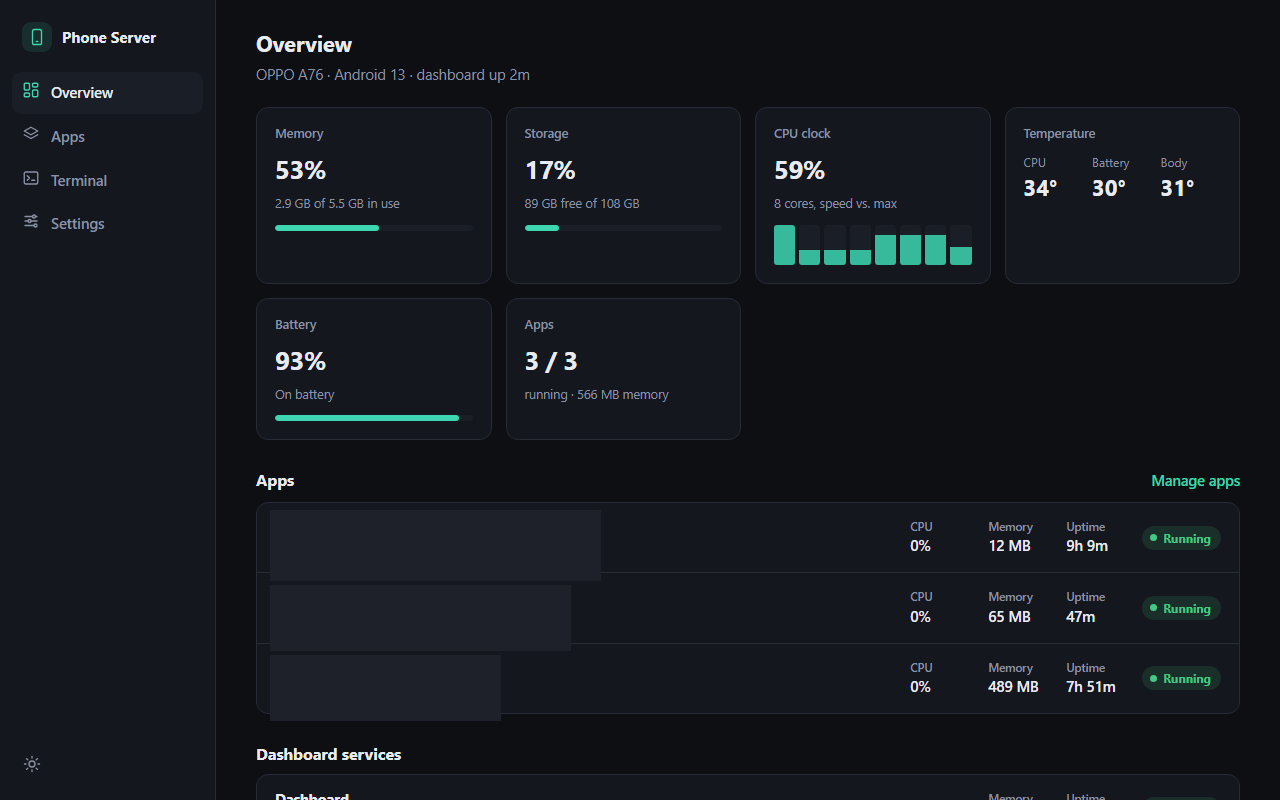 Phone Server
Overview
Apps
Terminal
Settings
Overview
OPPO A76 · Android 13 · dashboard up 2m
Memory
53%
2.9 GB of 5.5 GB in use
Storage
17%
89 GB free of 108 GB
CPU clock
59%
8 cores, speed vs. max
Temperature
CPU Battery Body
34° 30° 31°
Battery
93%
On battery
Apps
3 / 3
running · 566 MB memory
Apps
Manage apps
CPU Memory Uptime
0% 12 MB 9h 9m
Running
CPU Memory Uptime
0% 65 MB 47m
Running
CPU Memory Uptime
0% 489 MB 7h 51m
Running
Dashboard services
Dashboard
Memory Uptime